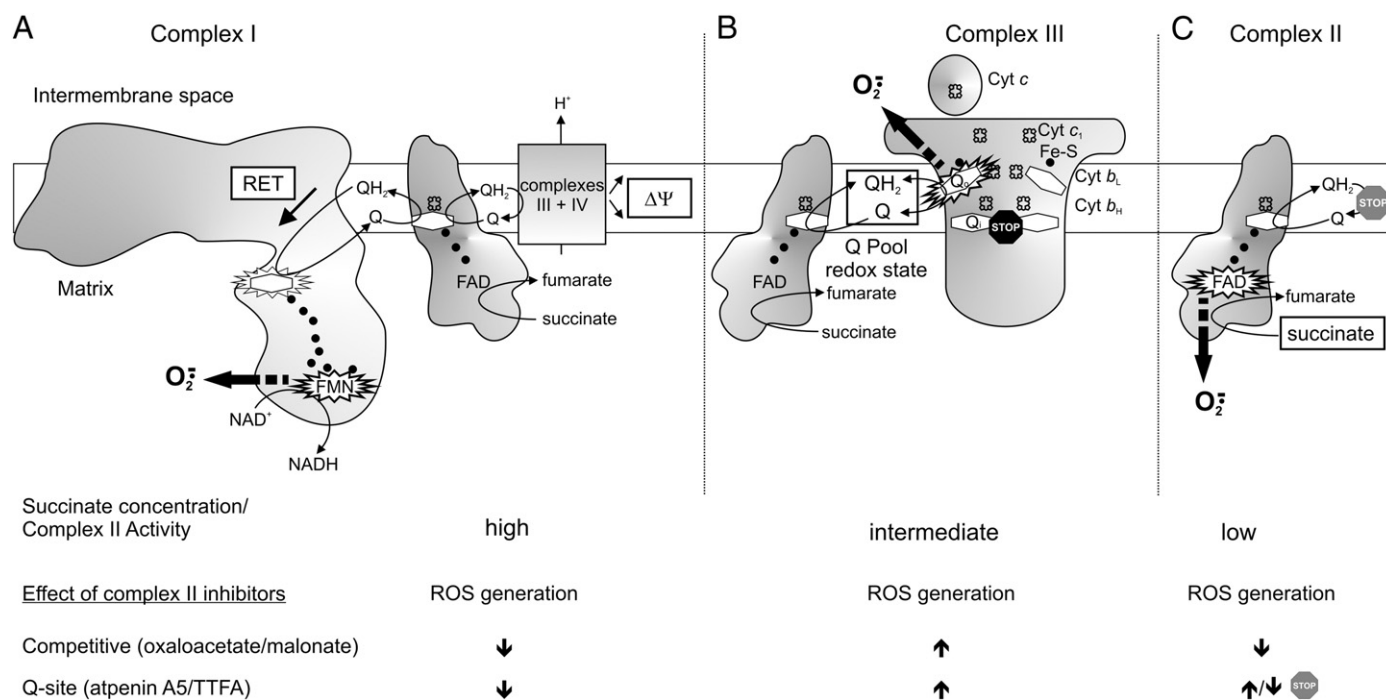 A
Complex I
Intermembrane space
Matrix
RET
QH₂
Q
QH₂
Q
H⁺
complexes
III + IV
ΔΨ
FAD
fumarate
succinate
O₂•̄
FMN
NAD⁺
NADH
B
Complex III
Cyt c
O₂•̄
Cyt c₁
Fe-S
Cyt b_L
Cyt b_H
Q₀
Qᵢ
STOP
QH₂
Q
Q Pool
redox state
FAD
fumarate
succinate
C
Complex II
QH₂
Q
STOP
FAD
fumarate
succinate
O₂•̄
Succinate concentration/
Complex II Activity
high
intermediate
low
Effect of complex II inhibitors
ROS generation
ROS generation
ROS generation
Competitive (oxaloacetate/malonate)
↓
↑
↓
Q-site (atpenin A5/TTFA)
↓
↑
↑/↓ STOP